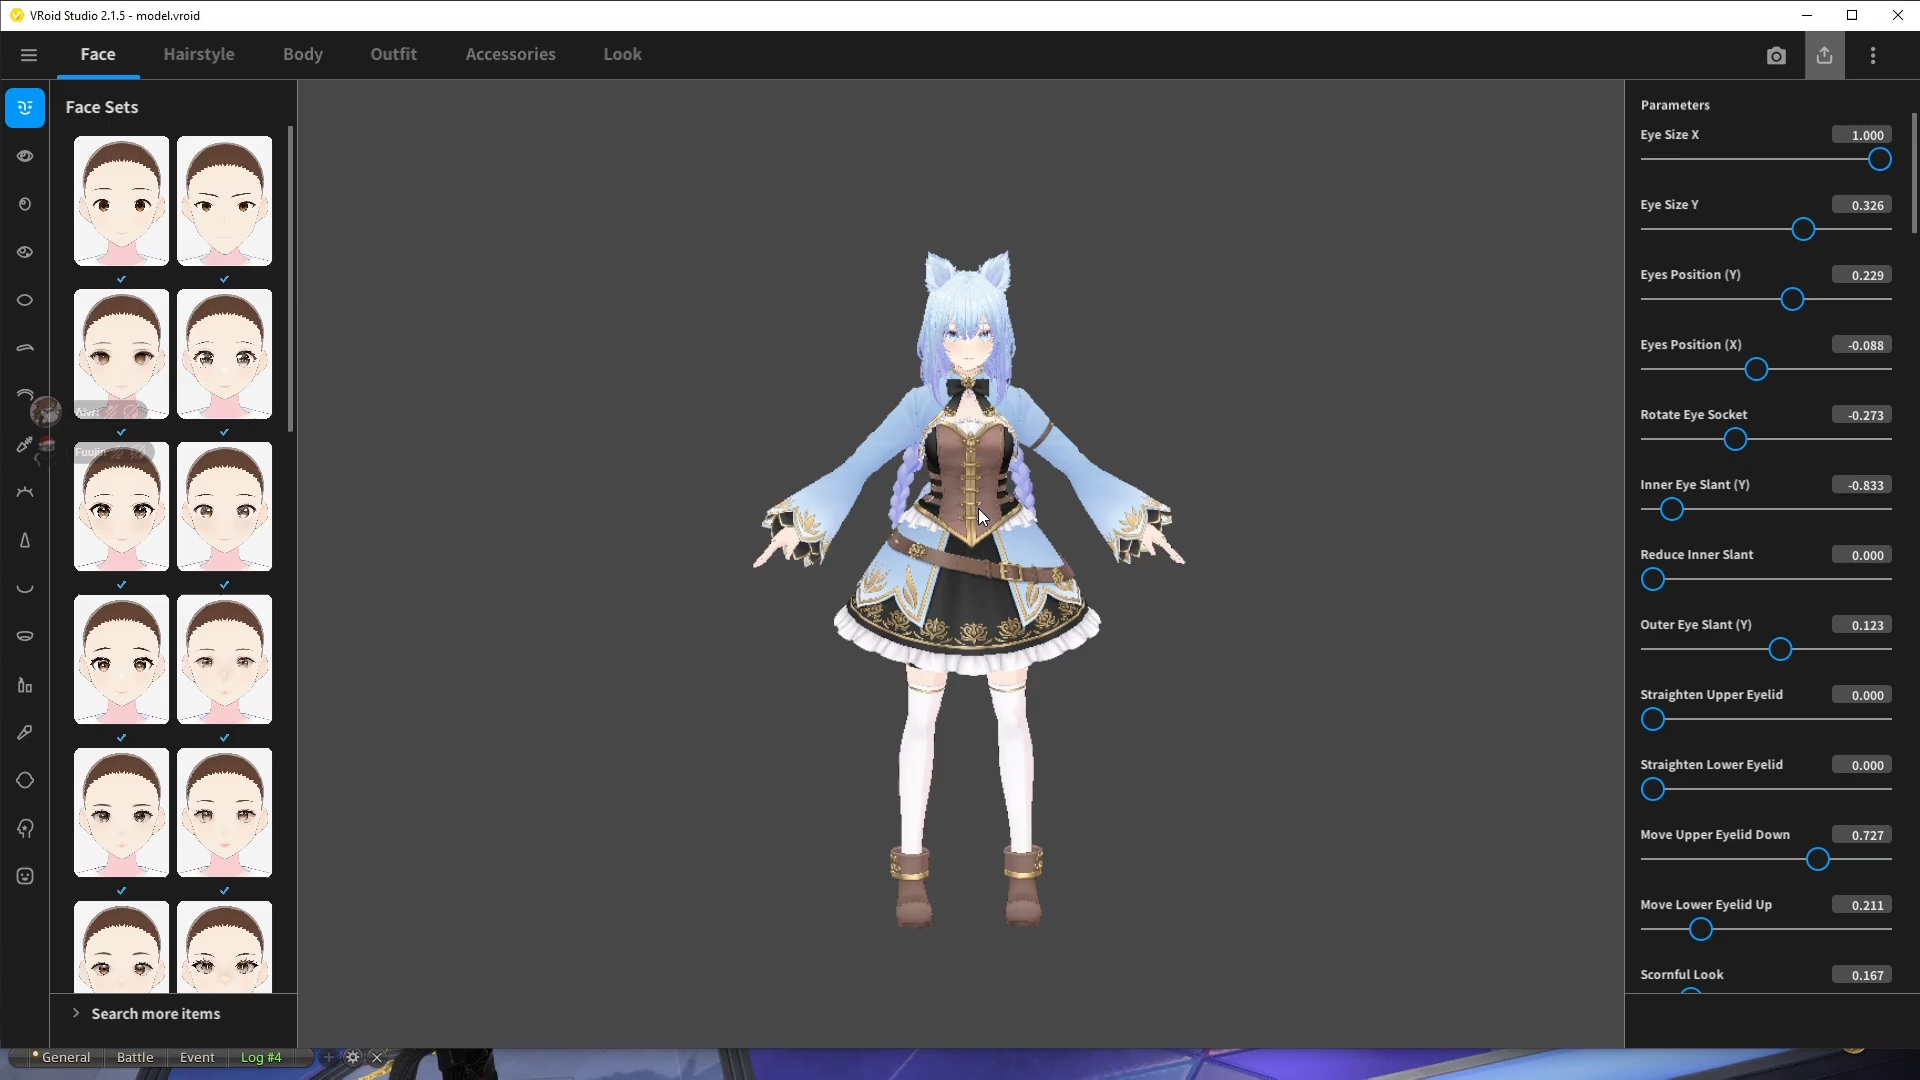 VRoid Studio 2.1.5 - model.vroid
Face
Hairstyle
Body
Outfit
Accessories
Look
Face Sets
Fuujin
Search more items
Parameters
Eye Size X
1.000
Eye Size Y
0.326
Eyes Position (Y)
0.229
Eyes Position (X)
-0.088
Rotate Eye Socket
-0.273
Inner Eye Slant (Y)
-0.833
Reduce Inner Slant
0.000
Outer Eye Slant (Y)
0.123
Straighten Upper Eyelid
0.000
Straighten Lower Eyelid
0.000
Move Upper Eyelid Down
0.727
Move Lower Eyelid Up
0.211
Scornful Look
0.167
General
Battle
Event
Log #4